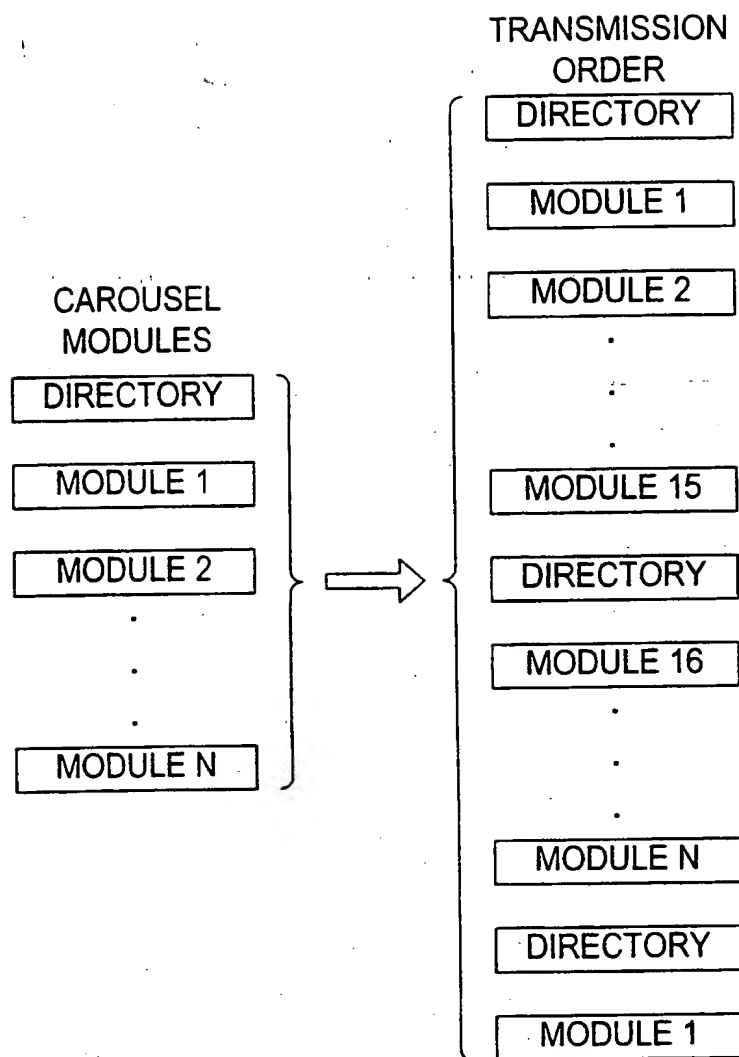 CAROUSEL
MODULES
DIRECTORY
MODULE 1
MODULE 2
.
.
.
MODULE N
TRANSMISSION
ORDER
DIRECTORY
MODULE 1
MODULE 2
.
.
.
MODULE 15
DIRECTORY
MODULE 16
.
.
.
MODULE N
DIRECTORY
MODULE 1